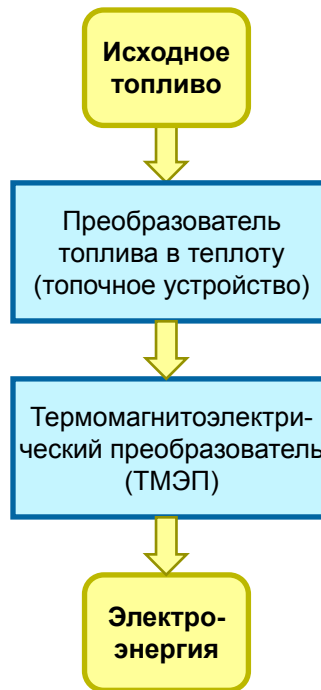 Исходное
топливо
Преобразователь
топлива в теплоту
(топочное устройство)
Термомагнитоэлектри-
ческий преобразователь
(ТМЭП)
Электро-
энергия